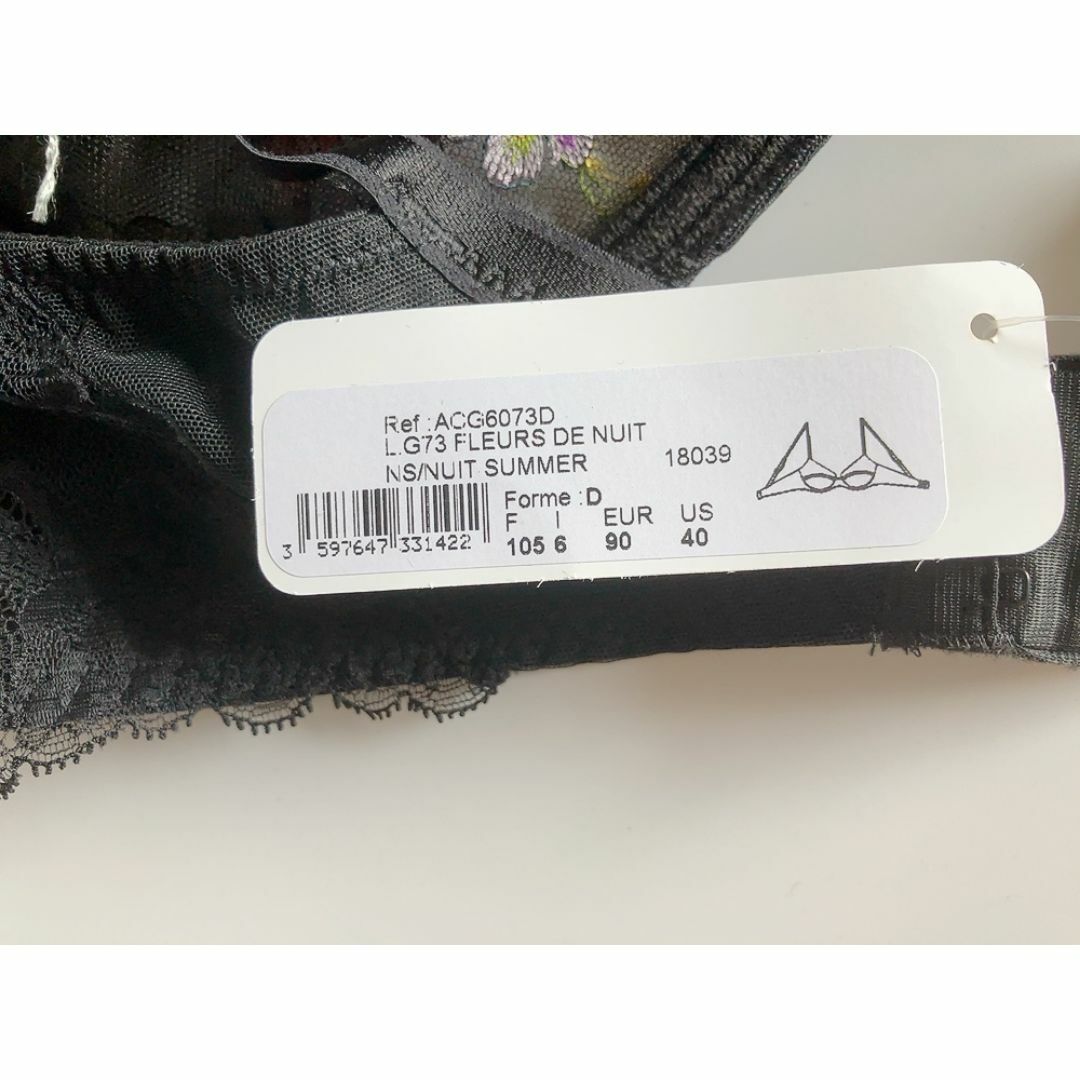 Ref :ACG6073D
LG73 FLEURS DE NUIT
NS/NUIT SUMMER 18039
Forme :D
F I EUR US
105 6 90 40
3 597647 331422